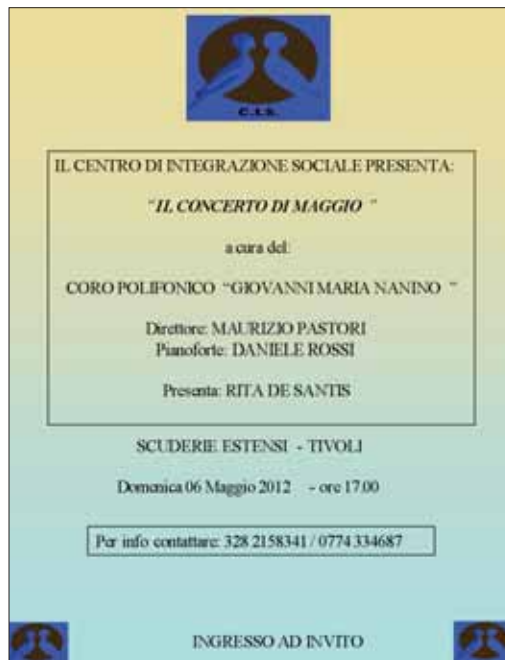 C.I.S.
IL CENTRO DI INTEGRAZIONE SOCIALE PRESENTA:
"IL CONCERTO DI MAGGIO "
a cura del:
CORO POLIFONICO "GIOVANNI MARIA NANINO "
Direttore: MAURIZIO PASTORI
Pianoforte: DANIELE ROSSI
Presenta: RITA DE SANTIS
SCUDERIE ESTENSI - TIVOLI
Domenica 06 Maggio 2012 - ore 17.00
Per info contattare: 328 2158341 / 0774 334687
INGRESSO AD INVITO